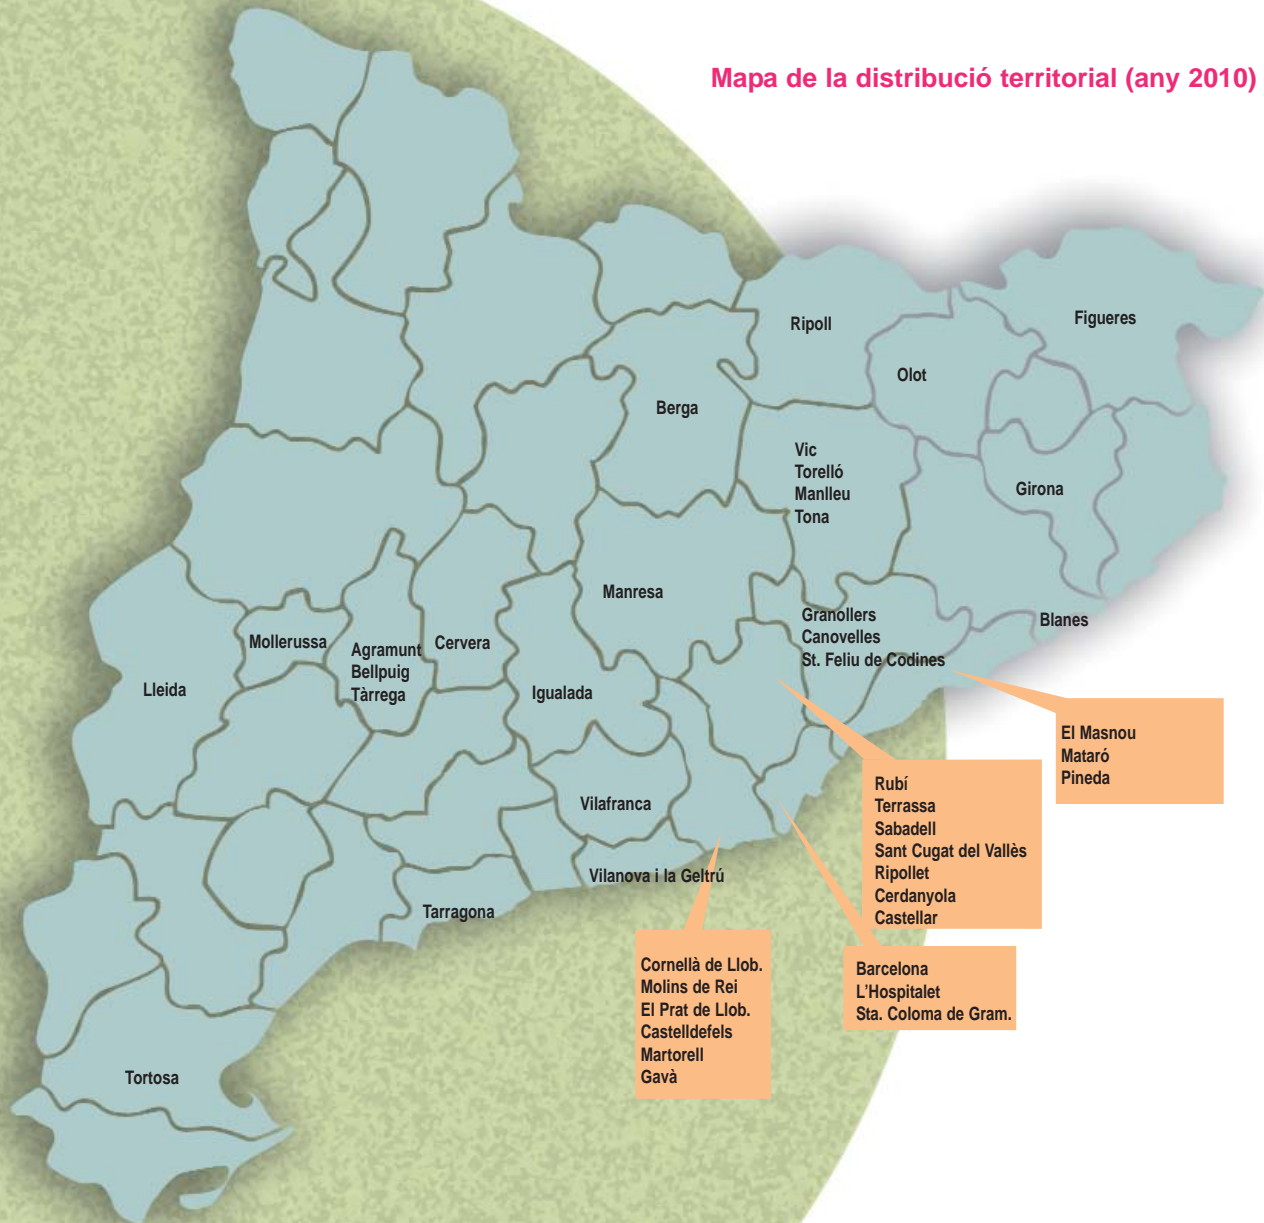 Mapa de la distribució territorial (any 2010)
Ripoll
Figueres
Olot
Berga
Vic
Torelló
Manlleu
Tona
Girona
Manresa
Granollers
Canovelles
St. Feliu de Codines
Blanes
Mollerussa
Agramunt
Bellpuig
Tàrrega
Cervera
Lleida
Igualada
El Masnou
Mataró
Pineda
Vilafranca
Rubí
Terrassa
Sabadell
Sant Cugat del Vallès
Ripollet
Cerdanyola
Castellar
Vilanova i la Geltrú
Tarragona
Cornellà de Llob.
Molins de Rei
El Prat de Llob.
Castelldefels
Martorell
Gavà
Barcelona
L'Hospitalet
Sta. Coloma de Gram.
Tortosa